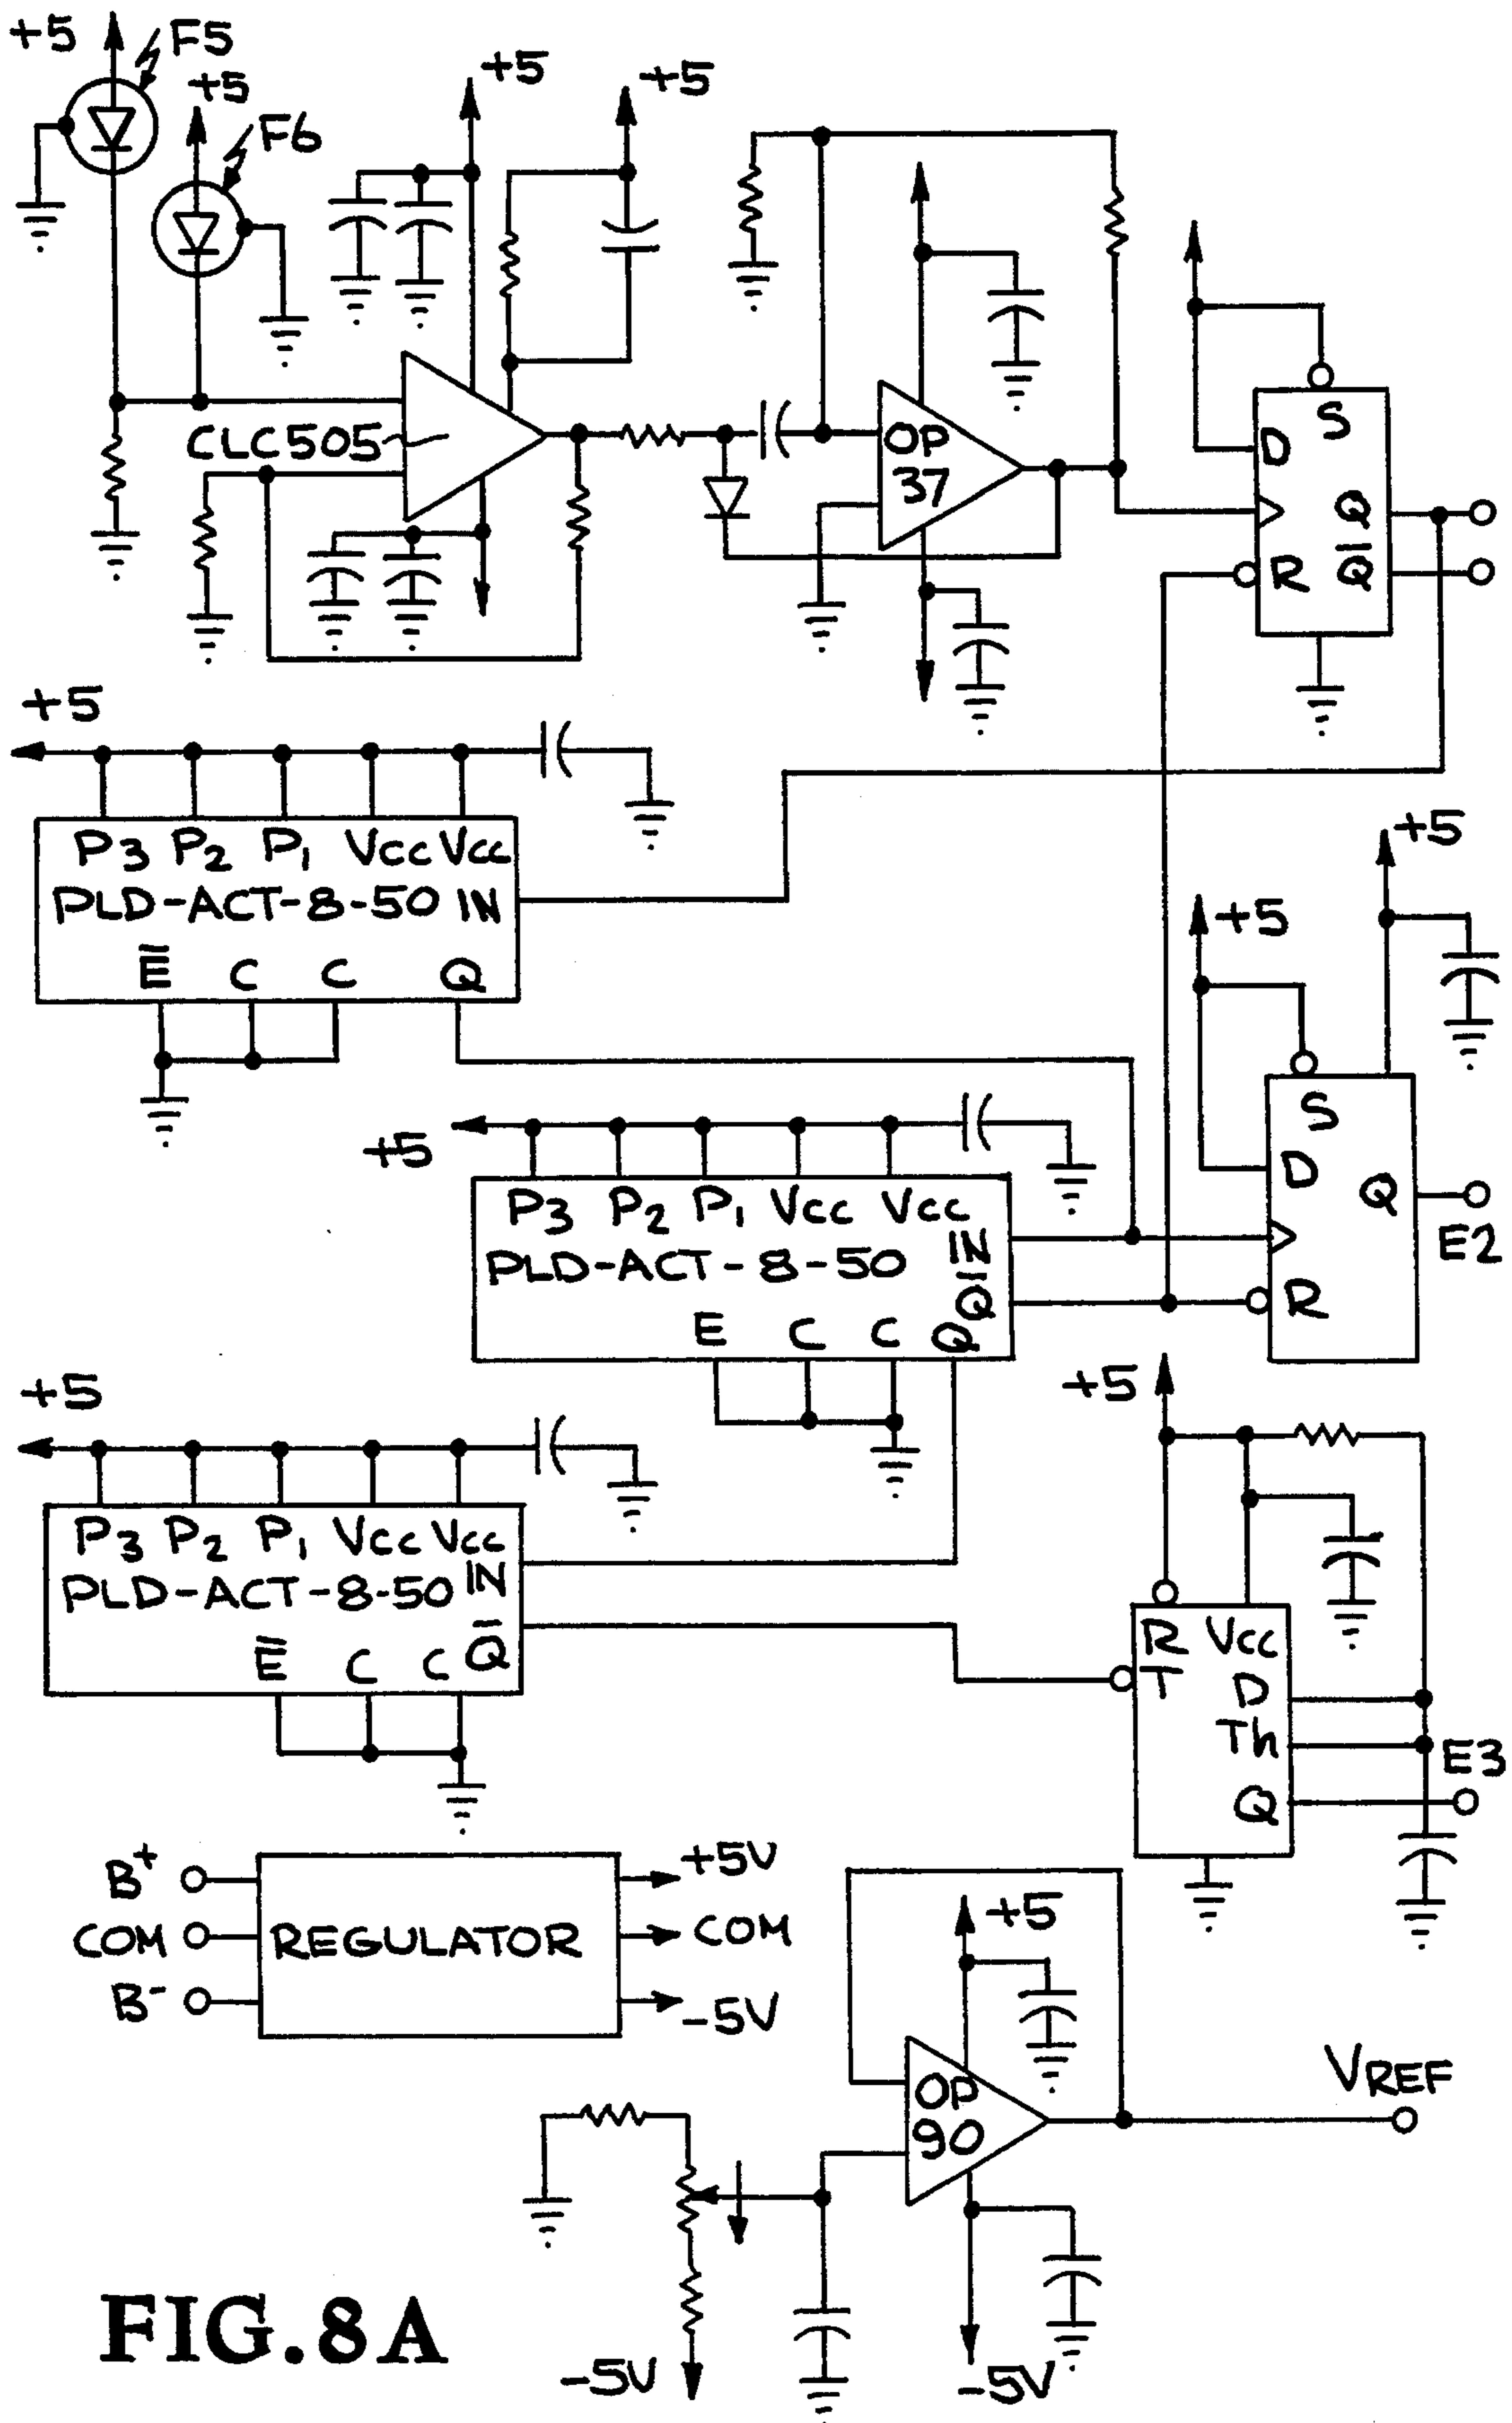 +5 F5
+5 F6
+5 +5
CLC505
OP
37
S
D
Q
R Q̅
+5
P3 P2 P1 Vcc Vcc
PLD-ACT-8-50 IN
E̅ C C Q
+5
+5
S
D
Q
E2
R
+5
P3 P2 P1 Vcc Vcc
PLD-ACT-8-50 IN
Q̅
E C C Q
+5
+5
P3 P2 P1 Vcc Vcc
PLD-ACT-8-50 IN
E̅ C C Q̅
R Vcc
T D
Th
Q
E3
B+
COM
B-
REGULATOR
+5V
COM
-5V
+5
OP
90
VREF
-5V
-5V
FIG.8A